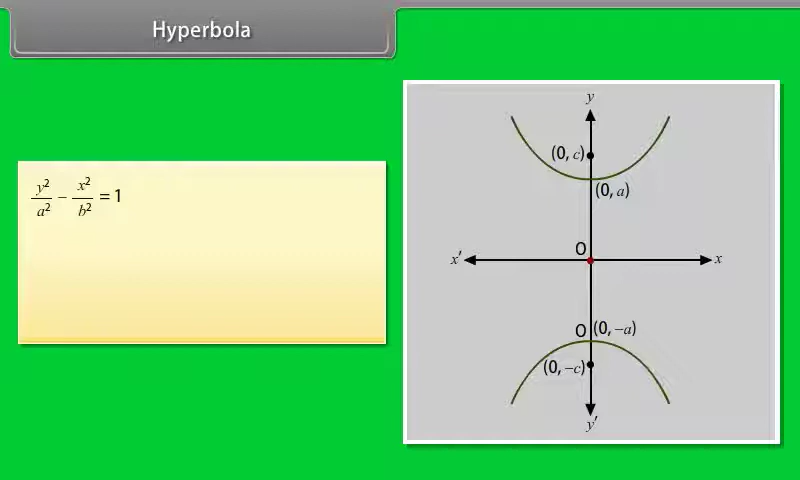 Hyperbola
y²/a² − x²/b² = 1
y
(0, c)
(0, a)
O
x′ x
O (0, −a)
(0, −c)
y′